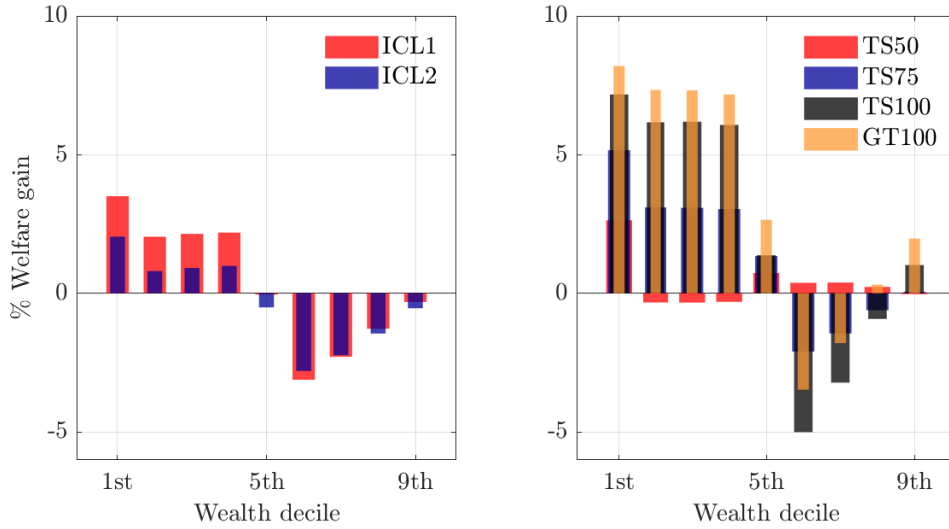 % Welfare gain
10
5
0
-5
1st
5th
9th
Wealth decile
ICL1
ICL2
10
5
0
-5
1st
5th
9th
Wealth decile
TS50
TS75
TS100
GT100